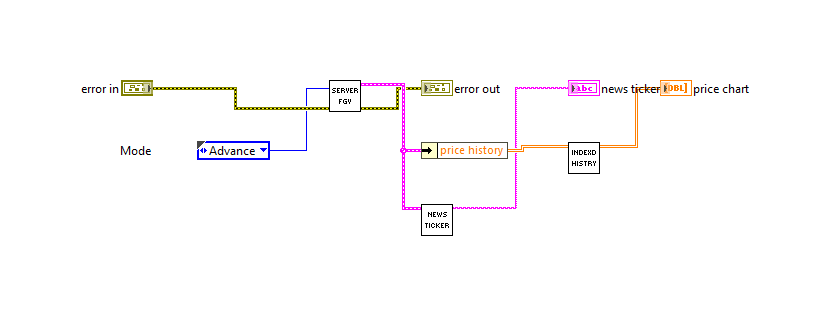 error in
SERVER
FGV
error out
abc
news ticker
DBL]
price chart
Mode
Advance
price history
INDEXD
HISTRY
NEWS
TICKER